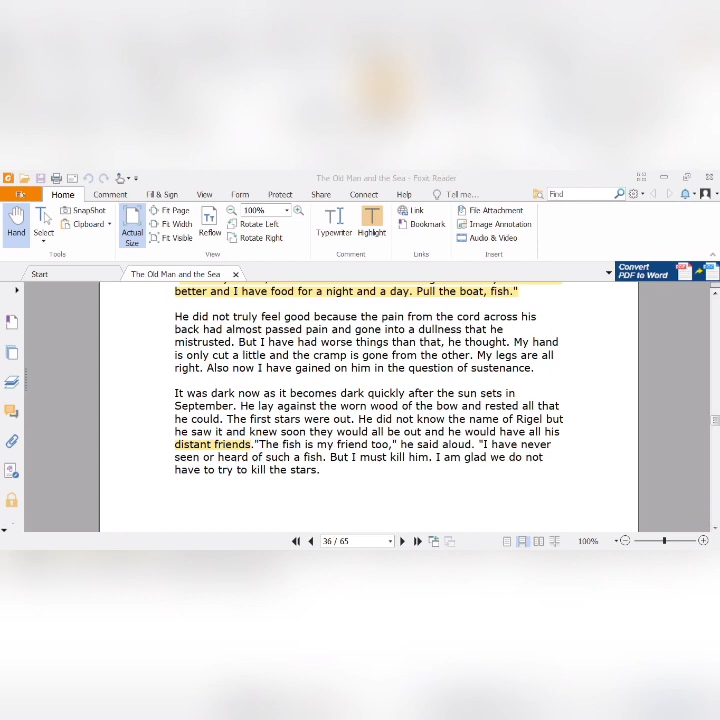 The Old Man and the Sea - Foxit Reader
File Home Comment Fill & Sign View Form Protect Share Connect Help Tell me... Find
Hand
Select
SnapShot
Clipboard
Actual Size
Fit Page
Fit Width
Fit Visible
Reflow
100%
Rotate Left
Rotate Right
Typewriter
Highlight
Link
Bookmark
File Attachment
Image Annotation
Audio & Video
Tools View Comment Links Insert
Start The Old Man and the Sea
Convert
PDF to Word
better and I have food for a night and a day. Pull the boat, fish."
He did not truly feel good because the pain from the cord across his
back had almost passed pain and gone into a dullness that he
mistrusted. But I have had worse things than that, he thought. My hand
is only cut a little and the cramp is gone from the other. My legs are all
right. Also now I have gained on him in the question of sustenance.
It was dark now as it becomes dark quickly after the sun sets in
September. He lay against the worn wood of the bow and rested all that
he could. The first stars were out. He did not know the name of Rigel but
he saw it and knew soon they would all be out and he would have all his
distant friends."The fish is my friend too," he said aloud. "I have never
seen or heard of such a fish. But I must kill him. I am glad we do not
have to try to kill the stars.
36 / 65
100%